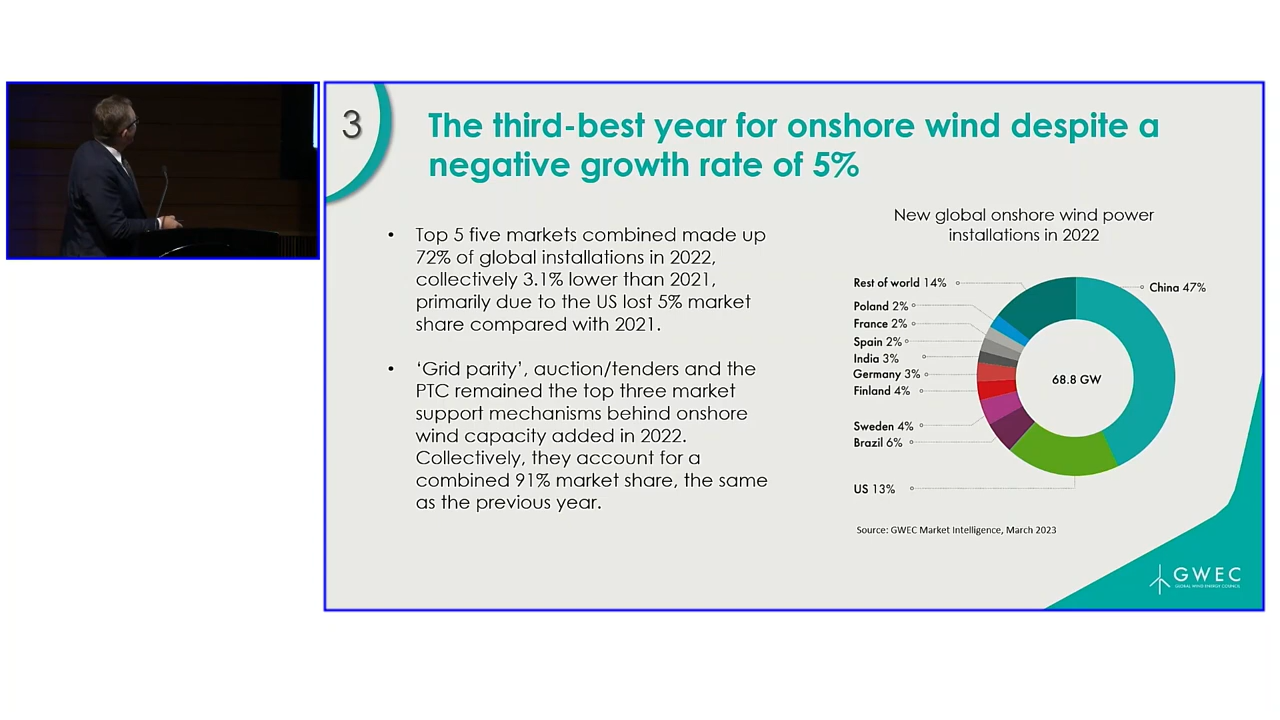 3
The third-best year for onshore wind despite a
negative growth rate of 5%
• Top 5 five markets combined made up
72% of global installations in 2022,
collectively 3.1% lower than 2021,
primarily due to the US lost 5% market
share compared with 2021.
• ‘Grid parity’, auction/tenders and the
PTC remained the top three market
support mechanisms behind onshore
wind capacity added in 2022.
Collectively, they account for a
combined 91% market share, the same
as the previous year.
New global onshore wind power
installations in 2022
Rest of world 14%
China 47%
Poland 2%
France 2%
Spain 2%
India 3%
Germany 3%
68.8 GW
Finland 4%
Sweden 4%
Brazil 6%
US 13%
Source: GWEC Market Intelligence, March 2023
GWEC
GLOBAL WIND ENERGY COUNCIL